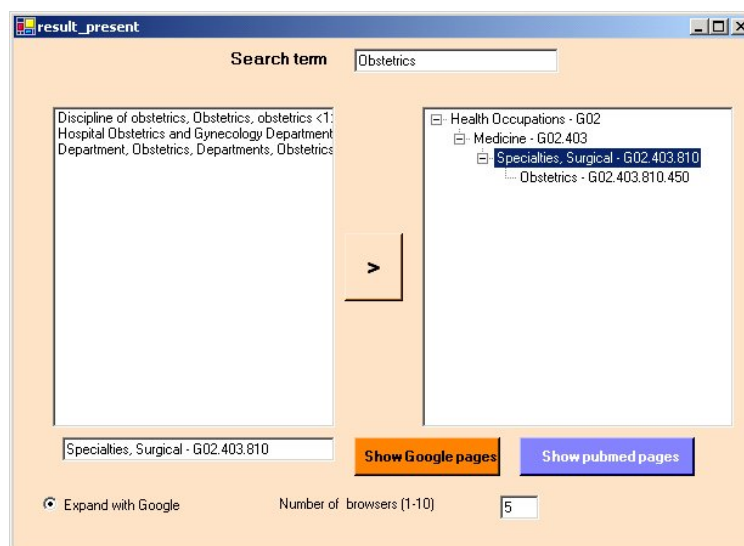 result_present
Search term
Obstetrics
Discipline of obstetrics, Obstetrics, obstetrics <1:
Hospital Obstetrics and Gynecology Department
Department, Obstetrics, Departments, Obstetrics
Health Occupations - G02
Medicine - G02.403
Specialties, Surgical - G02.403.810
Obstetrics - G02.403.810.450
>
Specialties, Surgical - G02.403.810
Show Google pages
Show pubmed pages
Expand with Google
Number of browsers (1-10)
5